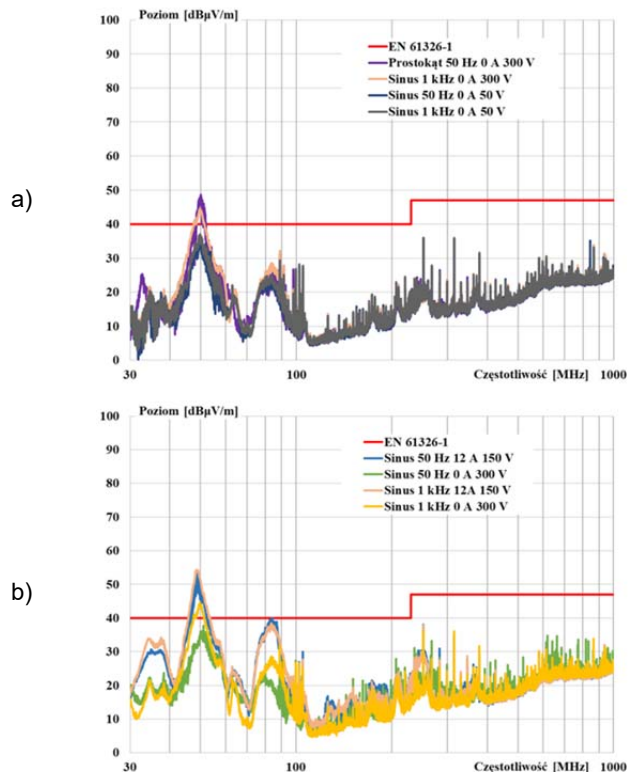 a)
Poziom [dBµV/m]
100
90
80
70
60
50
40
30
20
10
0
EN 61326-1
Prostokąt 50 Hz 0 A 300 V
Sinus 1 kHz 0 A 300 V
Sinus 50 Hz 0 A 50 V
Sinus 1 kHz 0 A 50 V
30
100
Częstotliwość [MHz]
1000
b)
Poziom [dBµV/m]
100
90
80
70
60
50
40
30
20
10
0
EN 61326-1
Sinus 50 Hz 12 A 150 V
Sinus 50 Hz 0 A 300 V
Sinus 1 kHz 12A 150 V
Sinus 1 kHz 0 A 300 V
30
100
Częstotliwość [MHz]
1000